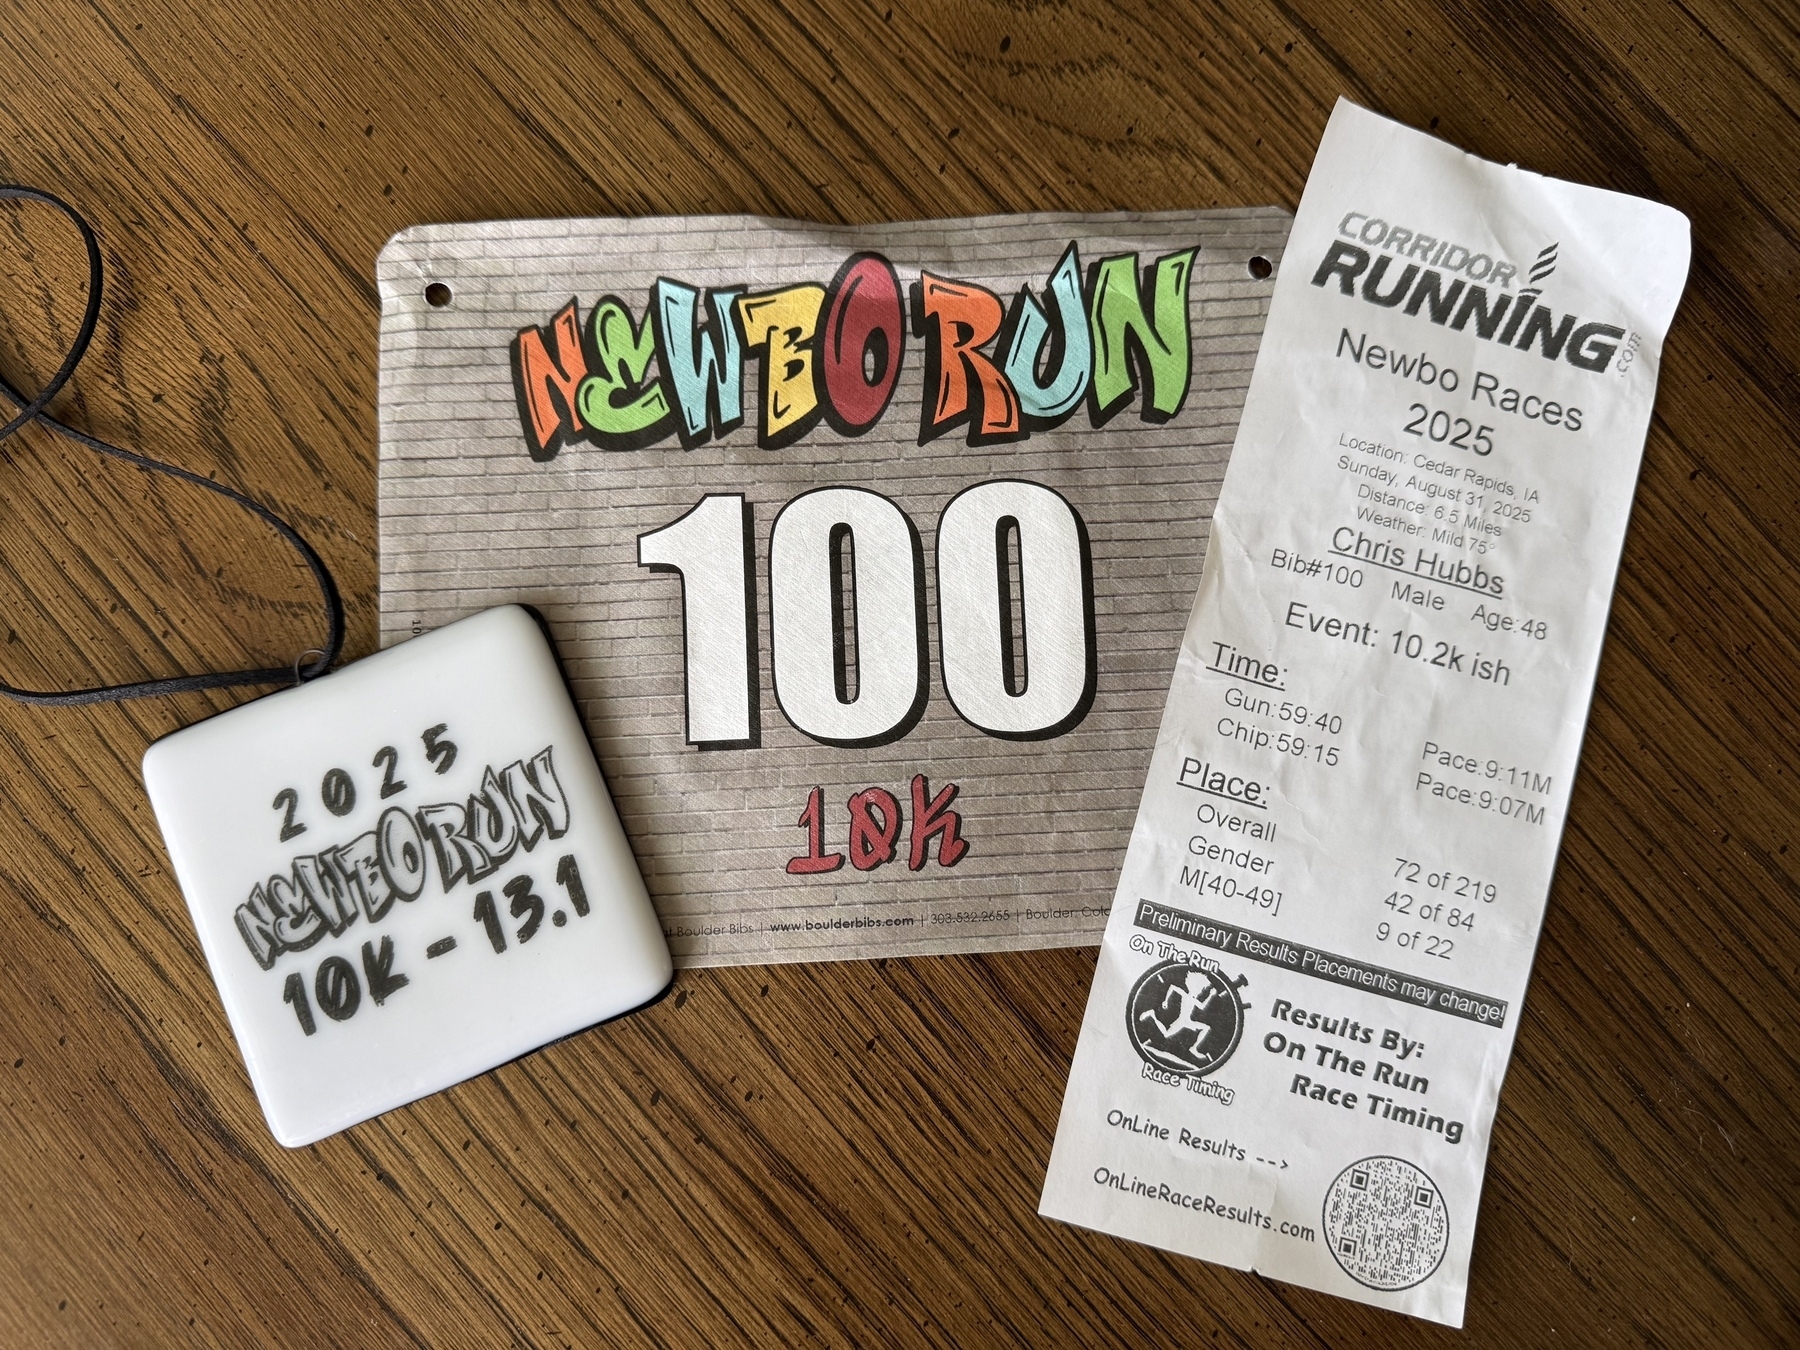 NEWBO RUN
100
10K
t Boulder Bibs | www.boulderbibs.com | 303.532.2655 | Boulder, Colo
2025
NEWBO RUN
10K - 13.1
CORRIDOR
RUNNING
.com
Newbo Races
2025
Location: Cedar Rapids, IA
Sunday, August 31, 2025
Distance: 6.5 Miles
Weather: Mild 75°
Chris Hubbs
Bib#100 Male Age:48
Event: 10.2k ish
Time:
Gun:59:40 Pace:9:11M
Chip:59:15 Pace:9:07M
Place:
Overall 72 of 219
Gender 42 of 84
M[40-49] 9 of 22
Preliminary Results Placements may change!
On The Run
Race Timing
Results By:
On The Run
Race Timing
OnLine Results -->
OnLineRaceResults.com